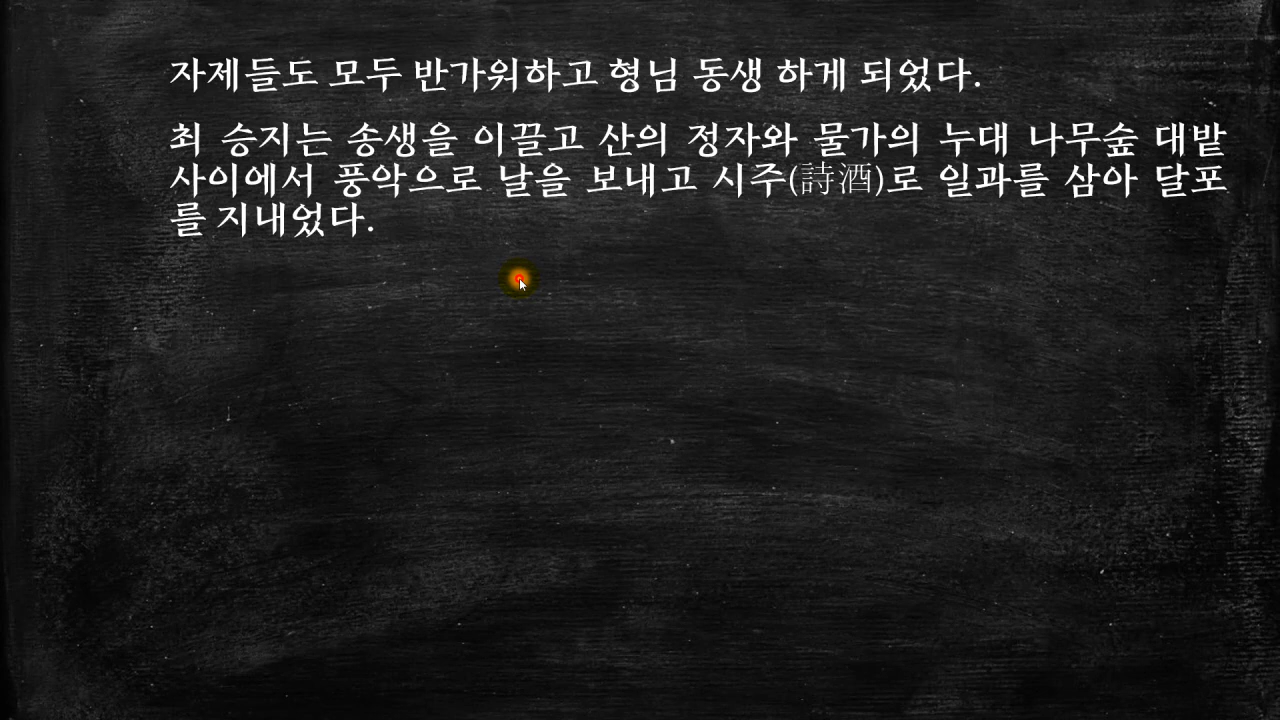 자제들도 모두 반가워하고 형님 동생 하게 되었다.
최 승지는 송생을 이끌고 산의 정자와 물가의 누대 나무숲 대밭
사이에서 풍악으로 날을 보내고 시주(詩酒)로 일과를 삼아 달포
를 지내었다.